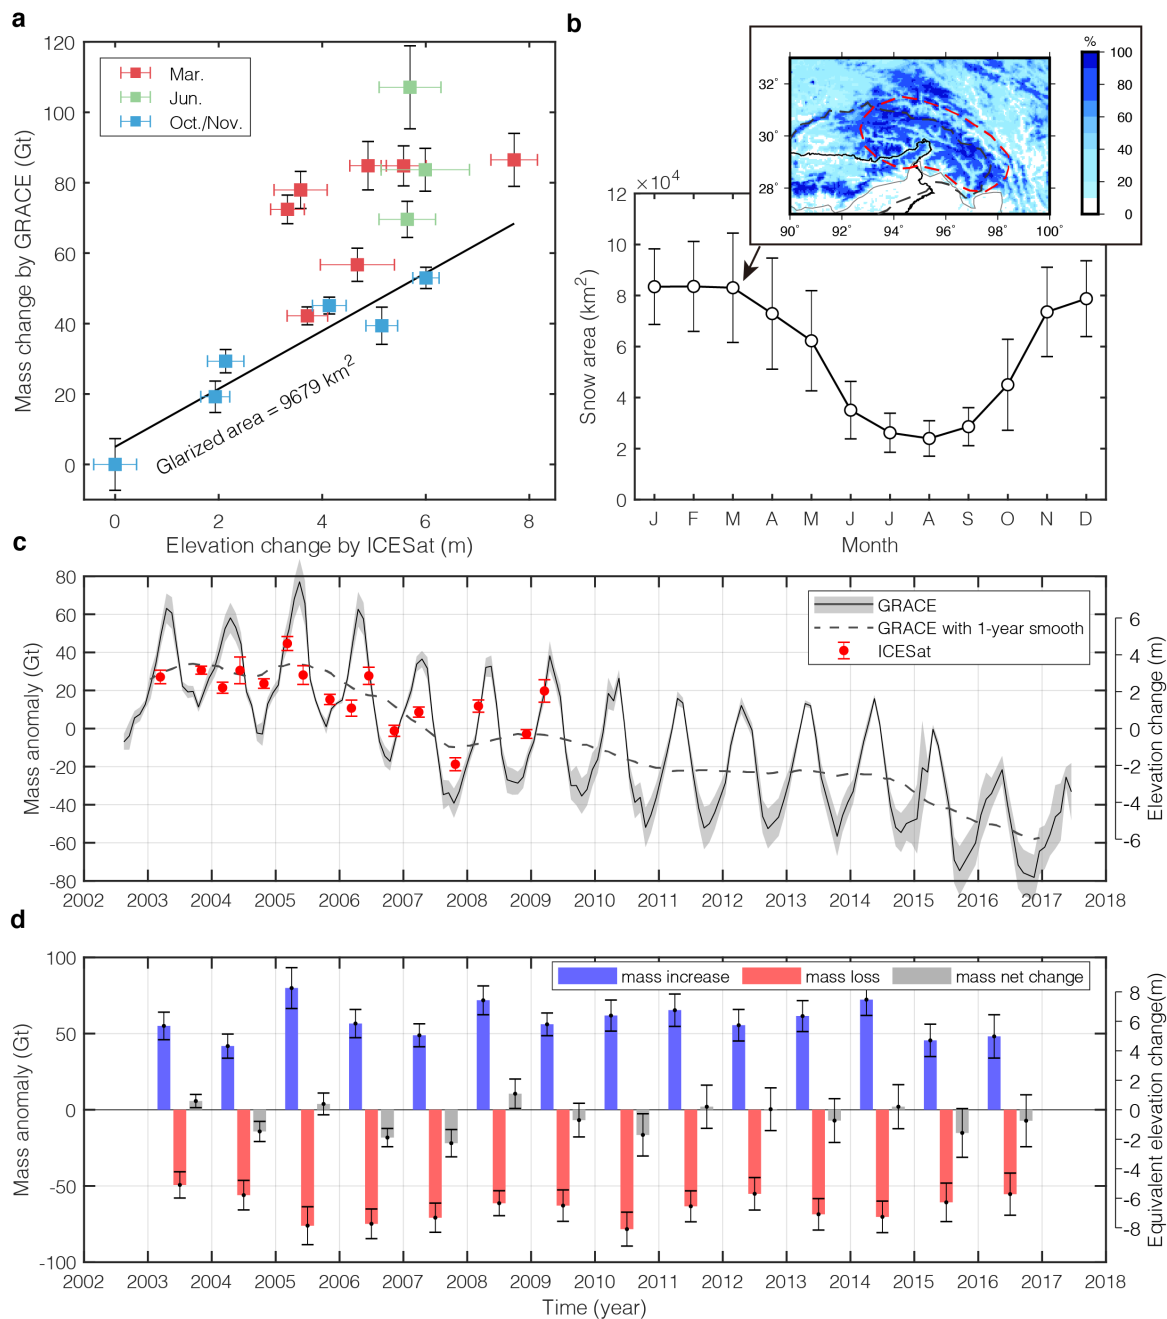 a
120
100
80
60
40
20
0
Mass change by GRACE (Gt)
Mar.
Jun.
Oct./Nov.
Glarized area = 9679 km²
0 2 4 6 8
Elevation change by ICESat (m)
b
%
32°
30°
28°
90° 92° 94° 96° 98° 100°
100
80
60
40
20
0
12 ×10⁴
10
8
6
4
2
0
Snow area (km²)
J F M A M J J A S O N D
Month
c
80
60
40
20
0
-20
-40
-60
-80
Mass anomaly (Gt)
GRACE
GRACE with 1-year smooth
ICESat
6
4
2
0
-2
-4
-6
Elevation change (m)
2002 2003 2004 2005 2006 2007 2008 2009 2010 2011 2012 2013 2014 2015 2016 2017 2018
d
100
50
0
-50
-100
Mass anomaly (Gt)
mass increase mass loss mass net change
8
6
4
2
0
-2
-4
-6
-8
Equivalent elevation change(m)
2002 2003 2004 2005 2006 2007 2008 2009 2010 2011 2012 2013 2014 2015 2016 2017 2018
Time (year)